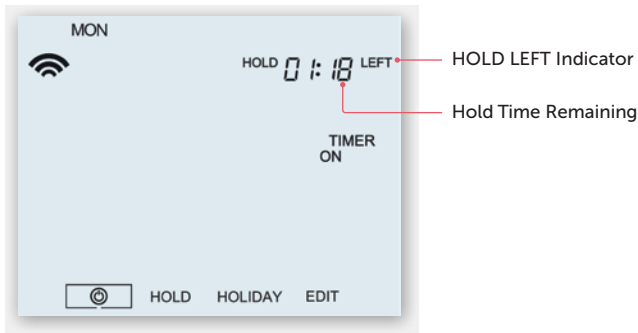 MON
HOLD 01:18 LEFT
HOLD LEFT Indicator
Hold Time Remaining
TIMER
ON
HOLD HOLIDAY EDIT